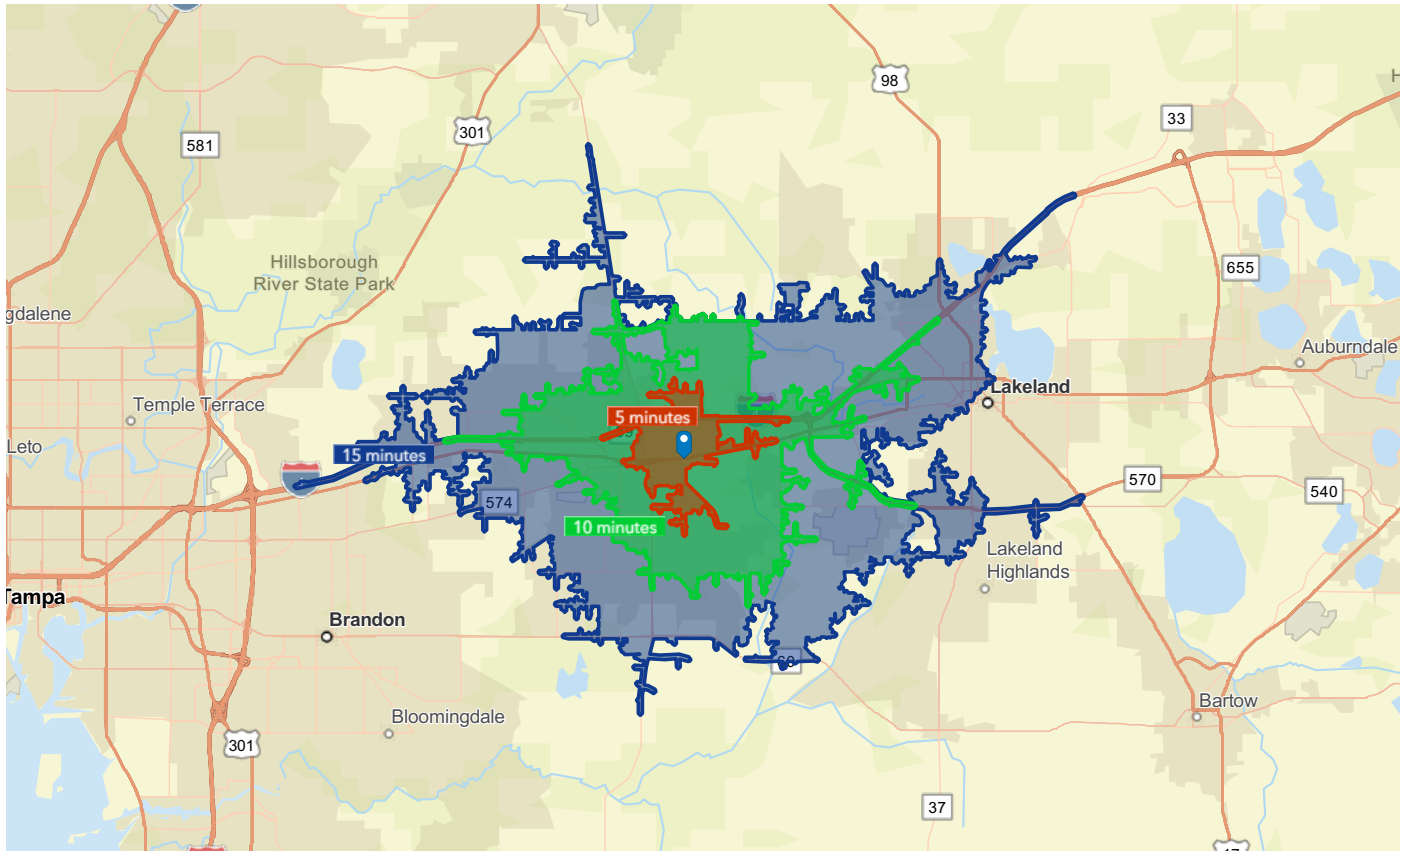 98
33
301
581
Hillsborough
River State Park
655
gdalene
Auburndale
Lakeland
Temple Terrace
5 minutes
Leto
15 minutes
574
570
540
10 minutes
Lakeland
Highlands
Tampa
Brandon
60
Bartow
Bloomingdale
301
37